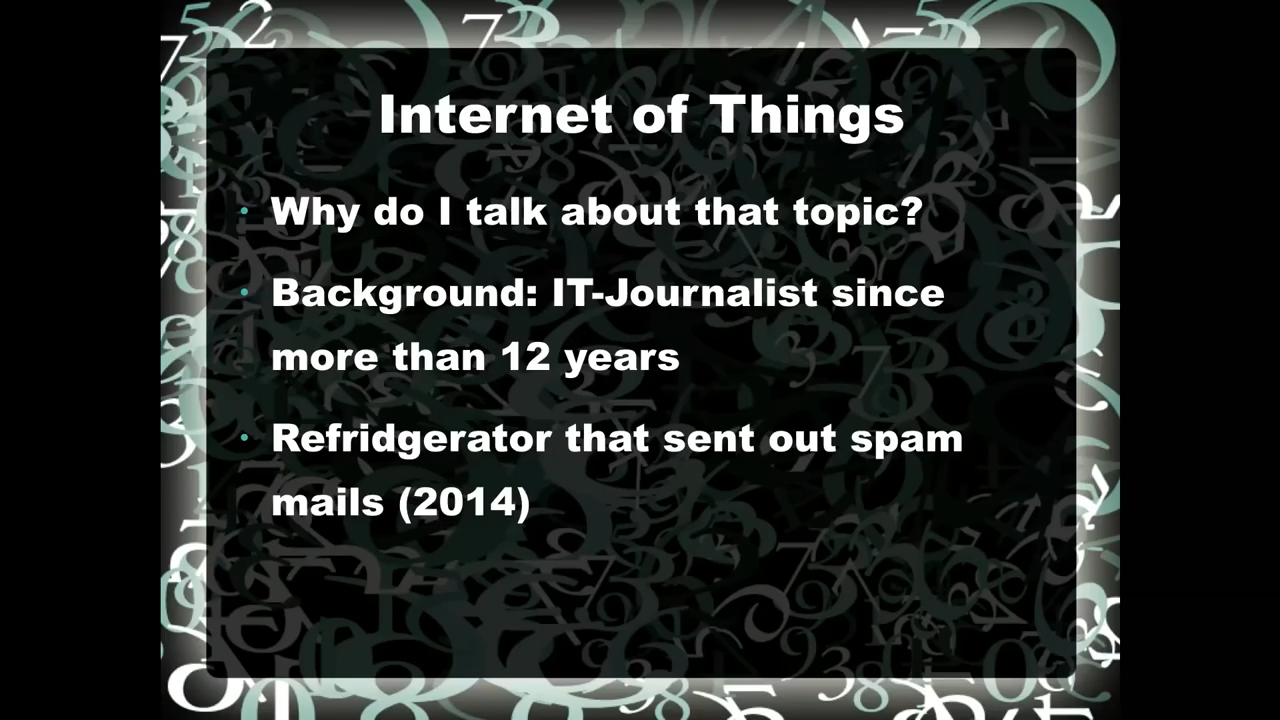 Internet of Things
• Why do I talk about that topic?
• Background: IT-Journalist since
more than 12 years
• Refridgerator that sent out spam
mails (2014)